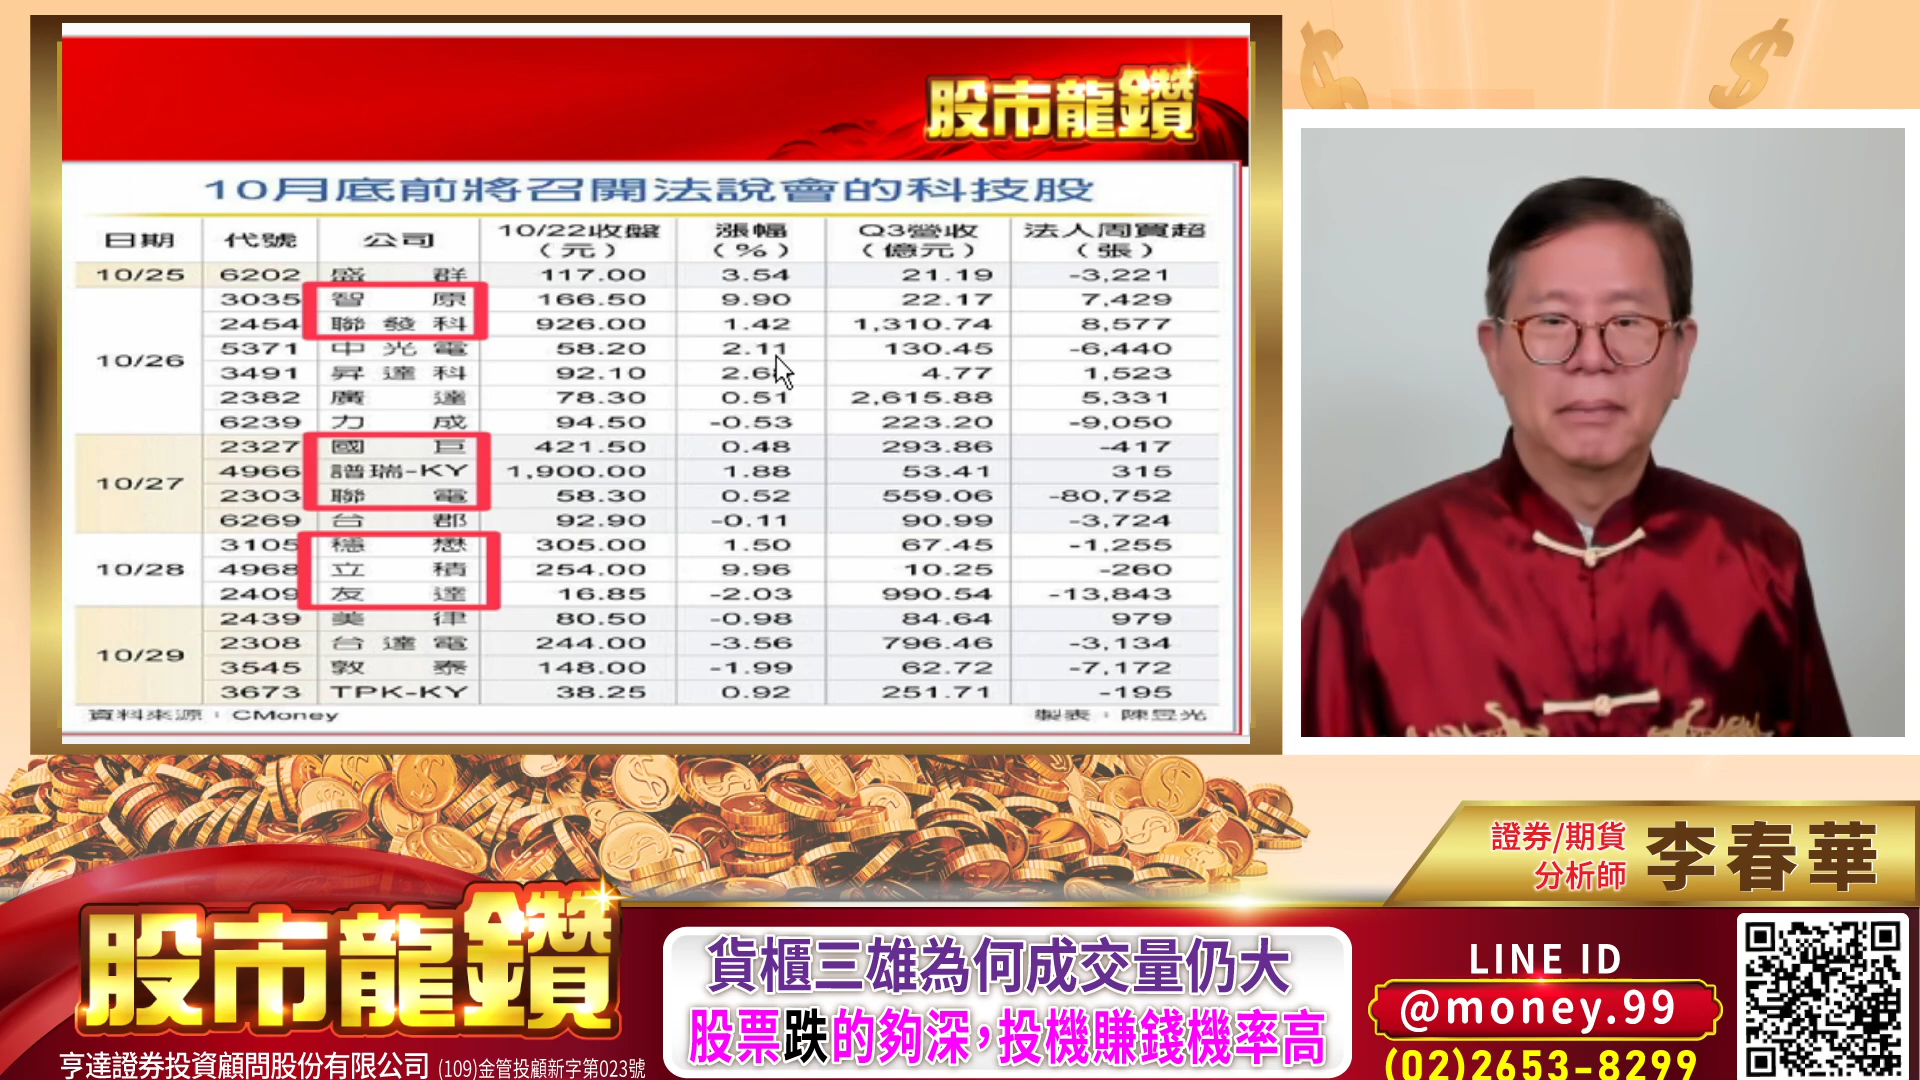 股市龍鑽
10月底前將召開法說會的科技股
日期 代號 公司 10/22收盤（元） 漲幅（%） Q3營收（億元） 法人周買超（張）
10/25 6202 盛群 117.00 3.54 21.19 -3,221
10/26 3035 智原 166.50 9.90 22.17 7,429
2454 聯發科 926.00 1.42 1,310.74 8,577
5371 中光電 58.20 2.11 130.45 -6,440
3491 昇達科 92.10 2.6 4.77 1,523
2382 廣達 78.30 0.51 2,615.88 5,331
6239 力成 94.50 -0.53 223.20 -9,050
10/27 2327 國巨 421.50 0.48 293.86 -417
4966 譜瑞-KY 1,900.00 1.88 53.41 315
2303 聯電 58.30 0.52 559.06 -80,752
6269 台郡 92.90 -0.11 90.99 -3,724
10/28 3105 穩懋 305.00 1.50 67.45 -1,255
4968 立積 254.00 9.96 10.25 -260
2409 友達 16.85 -2.03 990.54 -13,843
10/29 2439 美律 80.50 -0.98 84.64 979
2308 台達電 244.00 -3.56 796.46 -3,134
3545 敦泰 148.00 -1.99 62.72 -7,172
3673 TPK-KY 38.25 0.92 251.71 -195
資料來源：CMoney 製表：陳昱光
證券/期貨
分析師 李春華
股市龍鑽
亨達證券投資顧問股份有限公司 (109)金管投顧新字第023號
貨櫃三雄為何成交量仍大
股票跌的夠深，投機賺錢機率高
LINE ID
@money.99
(02)2653-8299